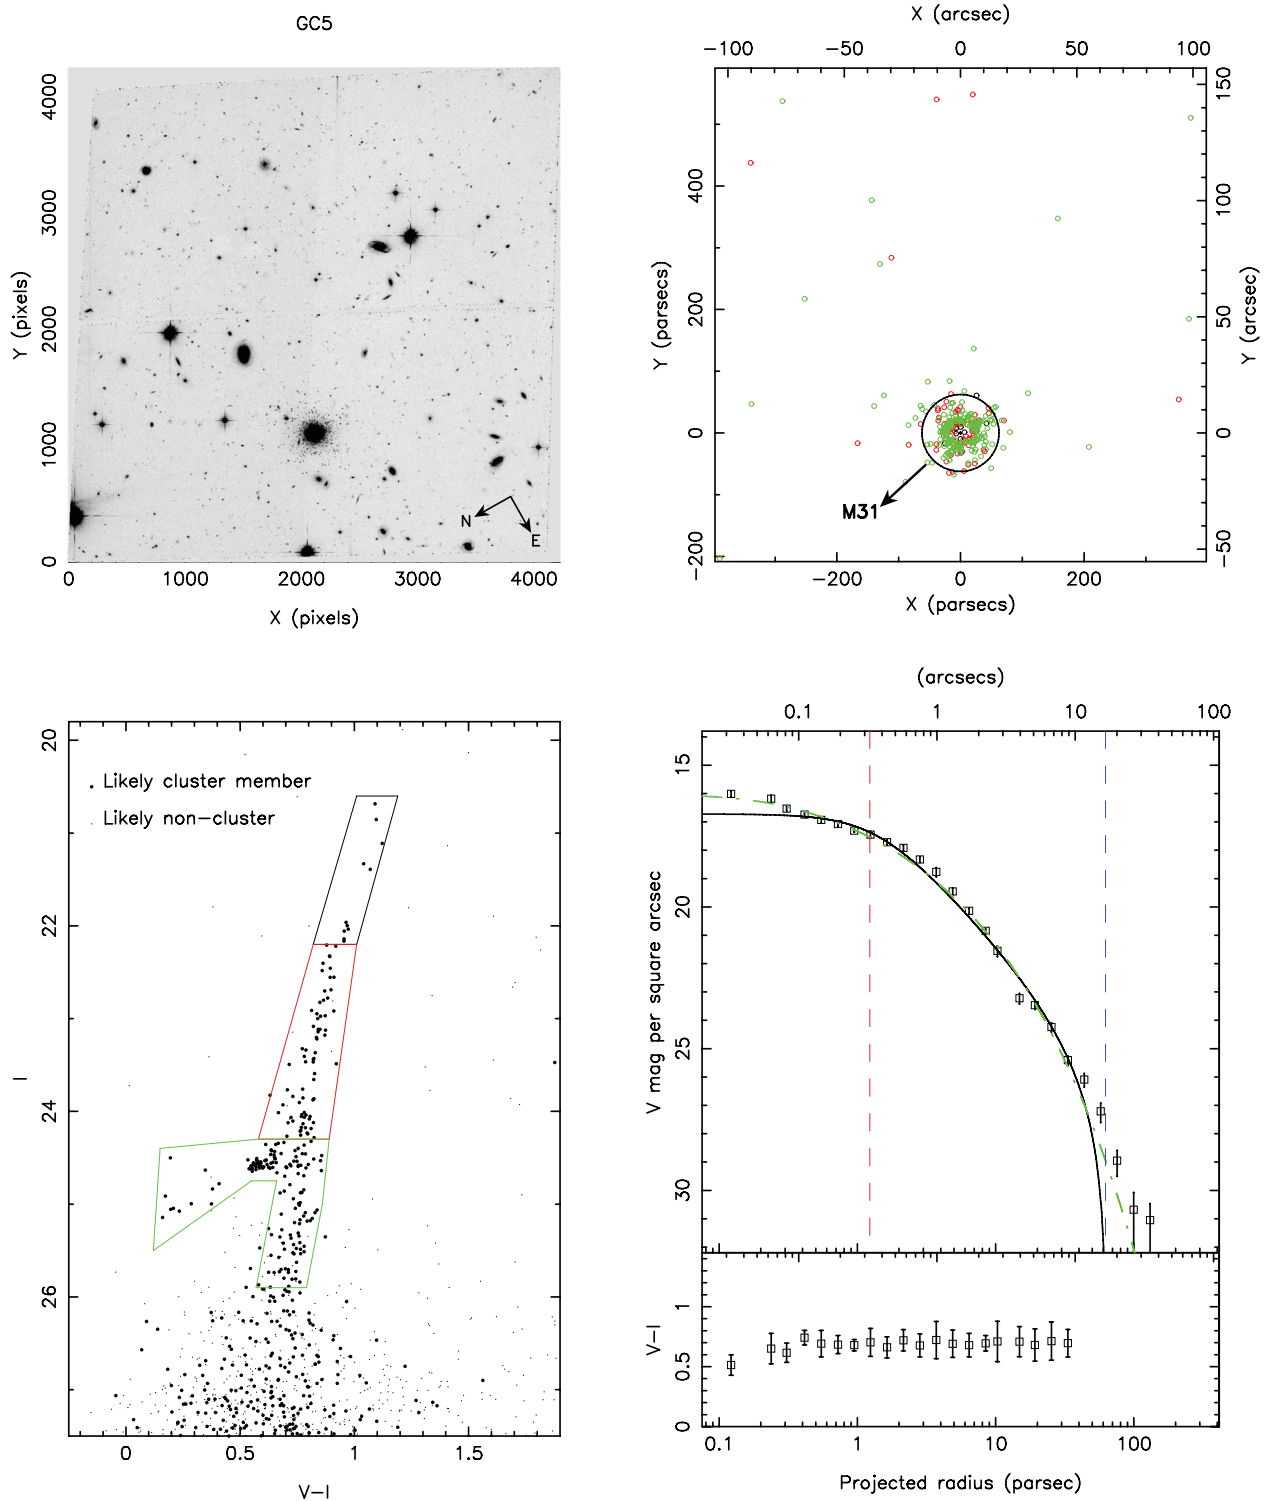 GC5
4000
3000
2000
1000
0
Y (pixels)
0 1000 2000 3000 4000
X (pixels)
N
E
X (arcsec)
−100 −50 0 50 100
400
200
0
−200
Y (parsecs)
150
100
50
0
−50
Y (arcsec)
M31
−200 0 200
X (parsecs)
20
22
24
26
I
Likely cluster member
Likely non−cluster
0 0.5 1 1.5
V−I
(arcsecs)
0.1 1 10 100
15
20
25
30
V mag per square arcsec
1
0.5
0
V−I
0.1 1 10 100
Projected radius (parsec)